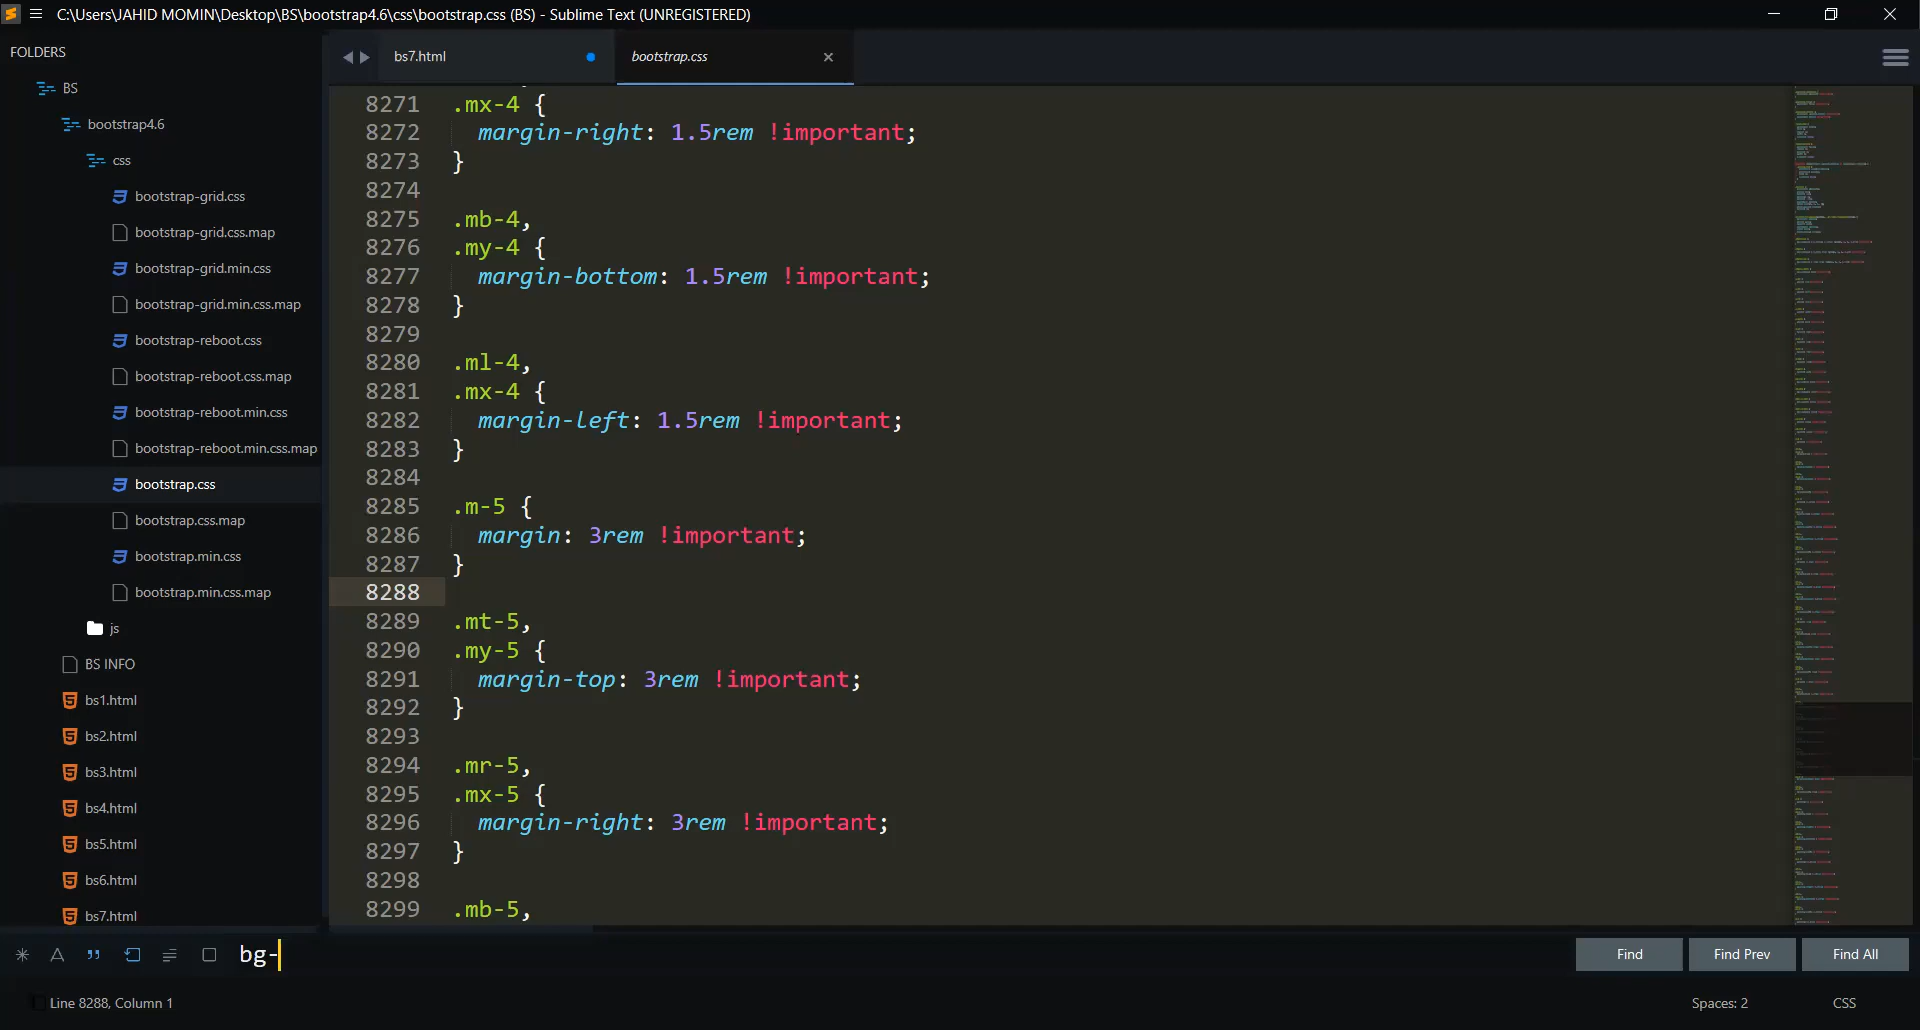 C:\Users\JAHID MOMIN\Desktop\BS\bootstrap4.6\css\bootstrap.css (BS) - Sublime Text (UNREGISTERED)
FOLDERS
BS
bootstrap4.6
css
bootstrap-grid.css
bootstrap-grid.css.map
bootstrap-grid.min.css
bootstrap-grid.min.css.map
bootstrap-reboot.css
bootstrap-reboot.css.map
bootstrap-reboot.min.css
bootstrap-reboot.min.css.map
bootstrap.css
bootstrap.css.map
bootstrap.min.css
bootstrap.min.css.map
js
BS INFO
bs1.html
bs2.html
bs3.html
bs4.html
bs5.html
bs6.html
bs7.html
bs7.html
bootstrap.css
8271 .mx-4 {
8272 margin-right: 1.5rem !important;
8273 }
8274
8275 .mb-4,
8276 .my-4 {
8277 margin-bottom: 1.5rem !important;
8278 }
8279
8280 .ml-4,
8281 .mx-4 {
8282 margin-left: 1.5rem !important;
8283 }
8284
8285 .m-5 {
8286 margin: 3rem !important;
8287 }
8288
8289 .mt-5,
8290 .my-5 {
8291 margin-top: 3rem !important;
8292 }
8293
8294 .mr-5,
8295 .mx-5 {
8296 margin-right: 3rem !important;
8297 }
8298
8299 .mb-5,
bg-
Find
Find Prev
Find All
Line 8288, Column 1
Spaces: 2
CSS